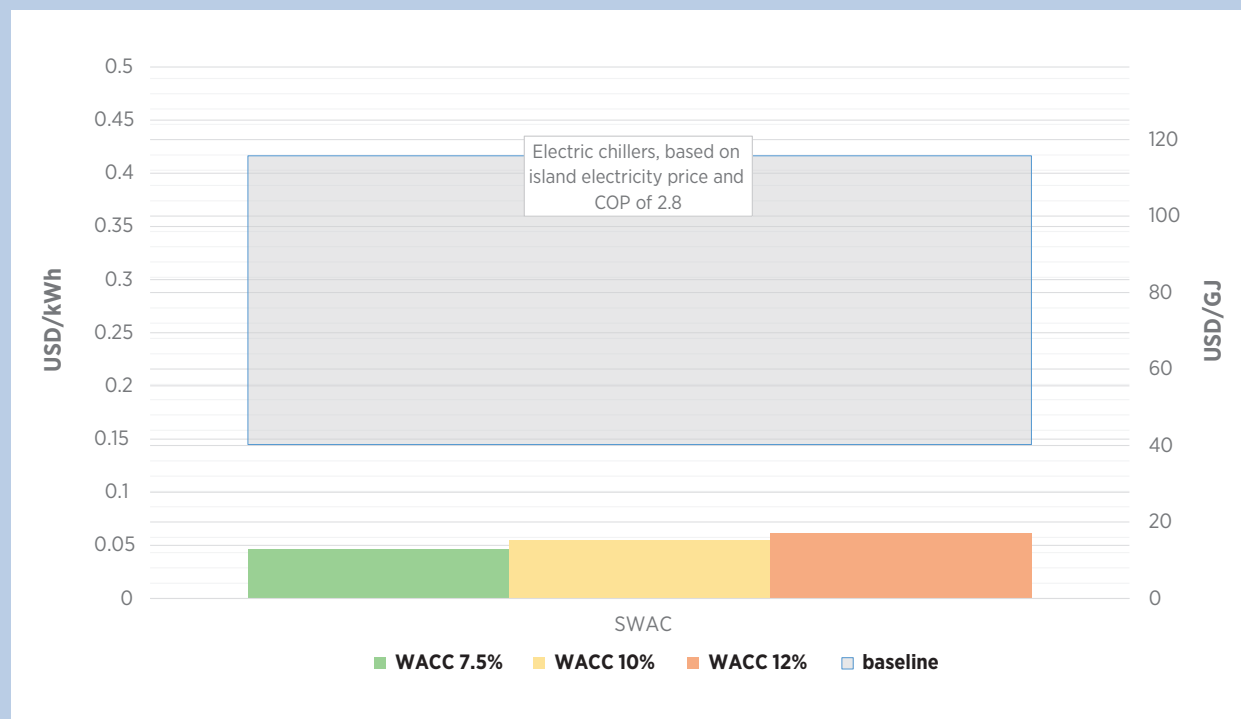 0.5
0.45
0.4
0.35
0.3
0.25
0.2
0.15
0.1
0.05
0
USD/kWh
Electric chillers, based on
island electricity price and
COP of 2.8
120
100
80
60
40
20
0
USD/GJ
SWAC
WACC 7.5% WACC 10% WACC 12% baseline